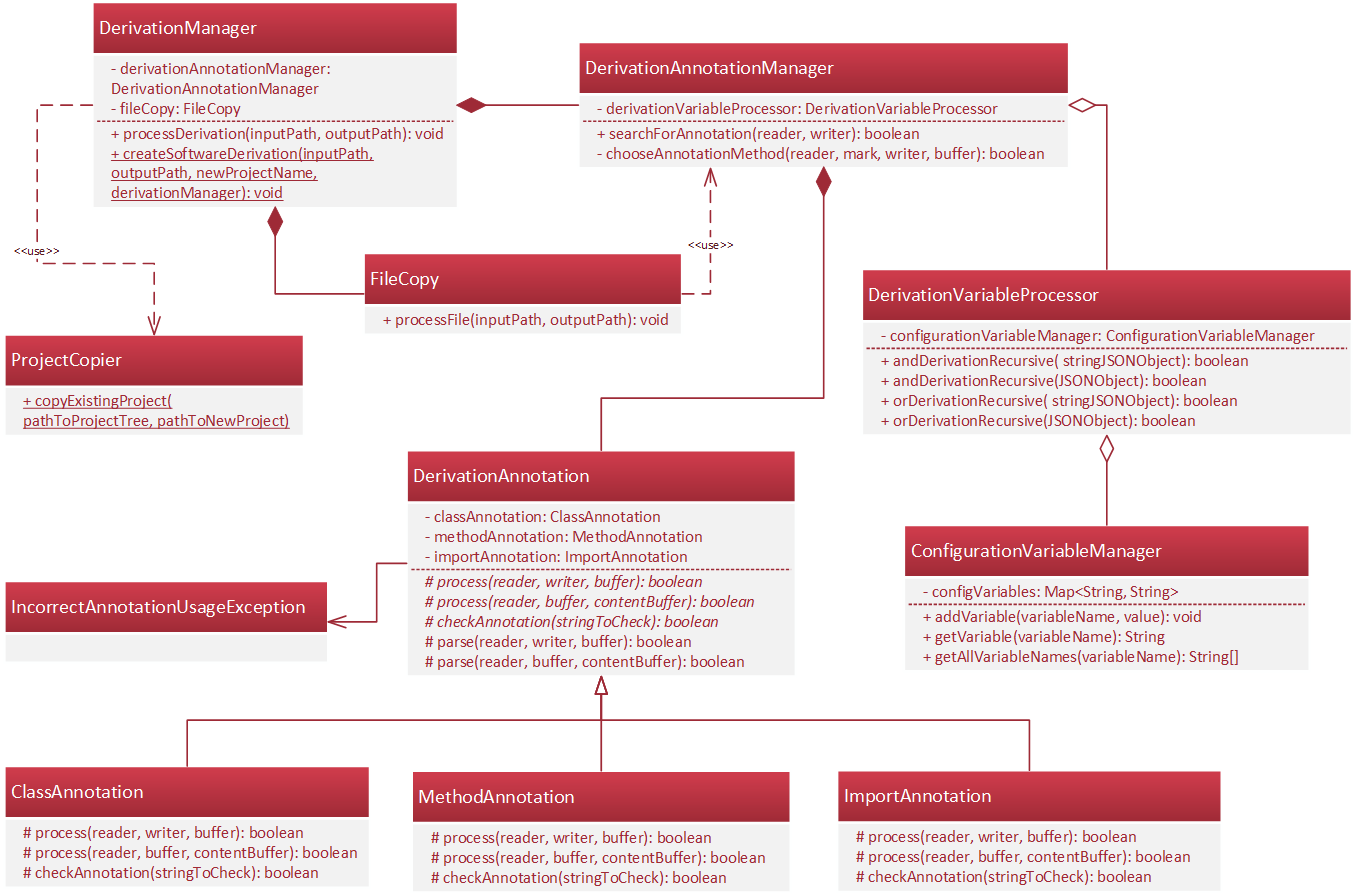 DerivationManager
- derivationAnnotationManager:
DerivationAnnotationManager
- fileCopy: FileCopy
+ processDerivation(inputPath, outputPath): void
+ createSoftwareDerivation(inputPath,
outputPath, newProjectName,
derivationManager): void
DerivationAnnotationManager
- derivationVariableProcessor: DerivationVariableProcessor
+ searchForAnnotation(reader, writer): boolean
- chooseAnnotationMethod(reader, mark, writer, buffer): boolean
<<use>>
<<use>>
FileCopy
+ processFile(inputPath, outputPath): void
DerivationVariableProcessor
- configurationVariableManager: ConfigurationVariableManager
+ andDerivationRecursive( stringJSONObject): boolean
+ andDerivationRecursive(JSONObject): boolean
+ orDerivationRecursive( stringJSONObject): boolean
+ orDerivationRecursive(JSONObject): boolean
ProjectCopier
+ copyExistingProject(
pathToProjectTree, pathToNewProject)
DerivationAnnotation
- classAnnotation: ClassAnnotation
- methodAnnotation: MethodAnnotation
- importAnnotation: ImportAnnotation
# process(reader, writer, buffer): boolean
# process(reader, buffer, contentBuffer): boolean
# checkAnnotation(stringToCheck): boolean
# parse(reader, writer, buffer): boolean
# parse(reader, buffer, contentBuffer): boolean
ConfigurationVariableManager
- configVariables: Map<String, String>
+ addVariable(variableName, value): void
+ getVariable(variableName): String
+ getAllVariableNames(variableName): String[]
IncorrectAnnotationUsageException
ClassAnnotation
# process(reader, writer, buffer): boolean
# process(reader, buffer, contentBuffer): boolean
# checkAnnotation(stringToCheck): boolean
MethodAnnotation
# process(reader, writer, buffer): boolean
# process(reader, buffer, contentBuffer): boolean
# checkAnnotation(stringToCheck): boolean
ImportAnnotation
# process(reader, writer, buffer): boolean
# process(reader, buffer, contentBuffer): boolean
# checkAnnotation(stringToCheck): boolean